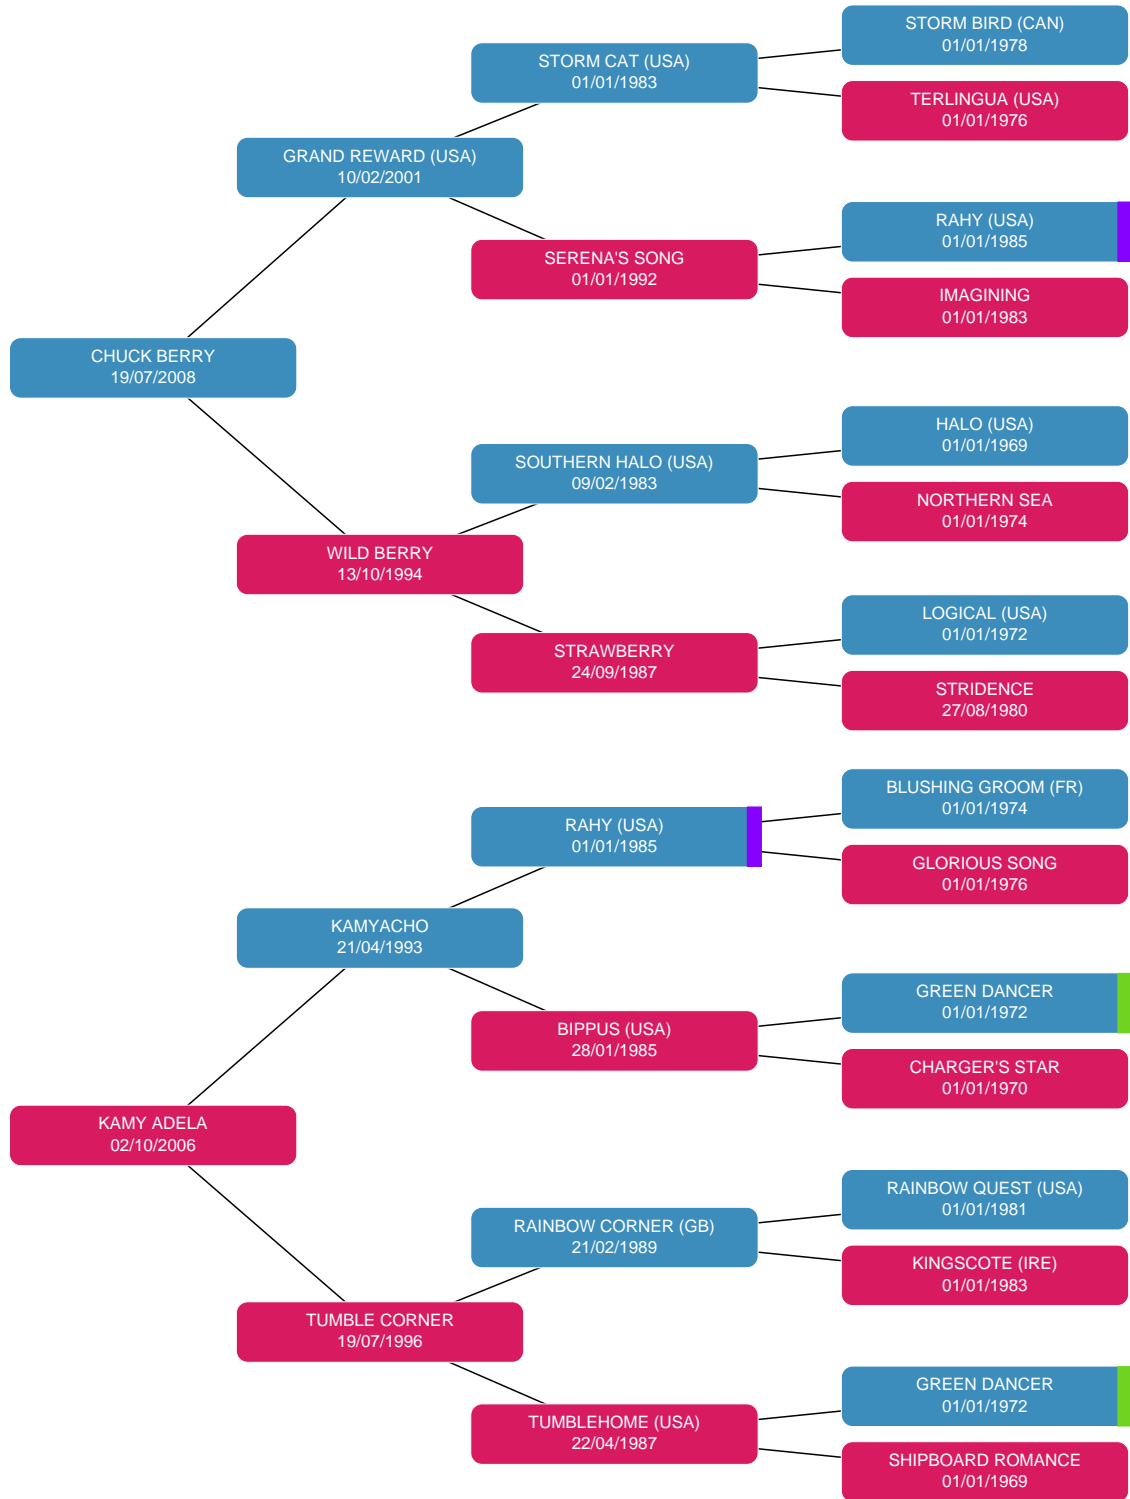 STORM BIRD (CAN)
01/01/1978
STORM CAT (USA)
01/01/1983
TERLINGUA (USA)
01/01/1976
GRAND REWARD (USA)
10/02/2001
RAHY (USA)
01/01/1985
SERENA'S SONG
01/01/1992
IMAGINING
01/01/1983
CHUCK BERRY
19/07/2008
HALO (USA)
01/01/1969
SOUTHERN HALO (USA)
09/02/1983
NORTHERN SEA
01/01/1974
WILD BERRY
13/10/1994
LOGICAL (USA)
01/01/1972
STRAWBERRY
24/09/1987
STRIDENCE
27/08/1980
BLUSHING GROOM (FR)
01/01/1974
RAHY (USA)
01/01/1985
GLORIOUS SONG
01/01/1976
KAMYACHO
21/04/1993
GREEN DANCER
01/01/1972
BIPPUS (USA)
28/01/1985
CHARGER'S STAR
01/01/1970
KAMY ADELA
02/10/2006
RAINBOW QUEST (USA)
01/01/1981
RAINBOW CORNER (GB)
21/02/1989
KINGSCOTE (IRE)
01/01/1983
TUMBLE CORNER
19/07/1996
GREEN DANCER
01/01/1972
TUMBLEHOME (USA)
22/04/1987
SHIPBOARD ROMANCE
01/01/1969